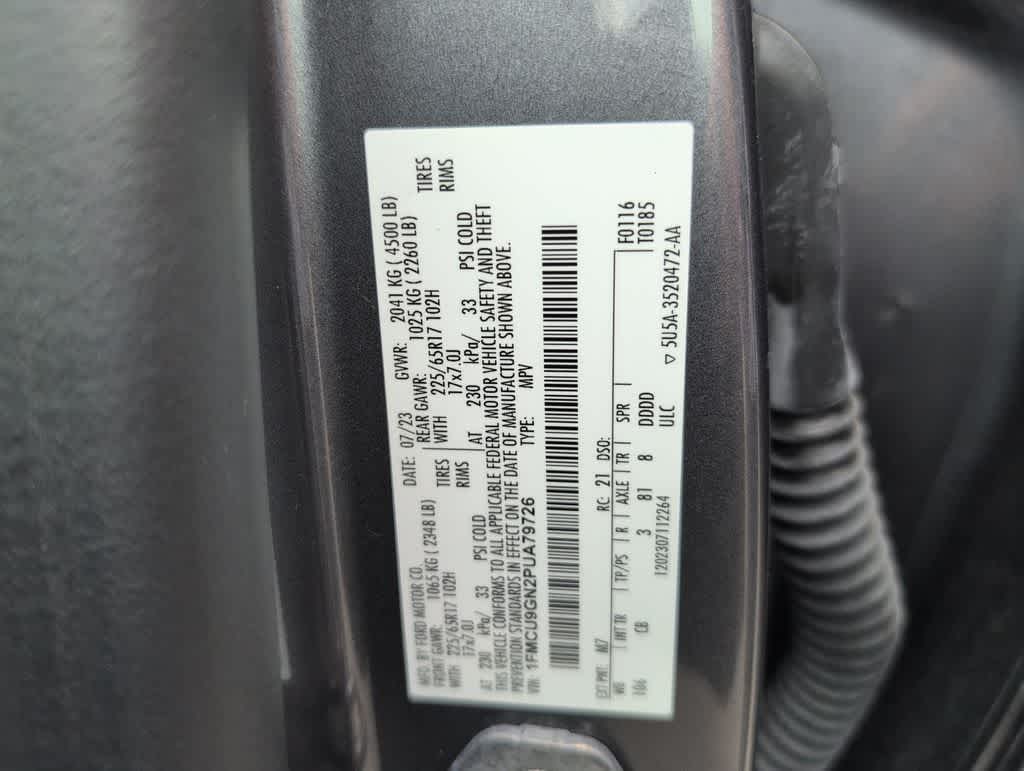 MFD. BY FORD MOTOR CO. DATE: 07/23 GVWR: 2041 KG ( 4500 LB)
FRONT GAWR: 1065 KG ( 2348 LB) REAR GAWR: 1025 KG ( 2260 LB)
WITH 225/65R17 102H TIRES WITH 225/65R17 102H TIRES
17x7.0J RIMS 17x7.0J RIMS
AT 230 kPa/ 33 PSI COLD AT 230 kPa/ 33 PSI COLD
THIS VEHICLE CONFORMS TO ALL APPLICABLE FEDERAL MOTOR VEHICLE SAFETY AND THEFT
PREVENTION STANDARDS IN EFFECT ON THE DATE OF MANUFACTURE SHOWN ABOVE.
VIN: 1FMCU9GN2PUA79726 TYPE: MPV
EXT PNT: M7 RC: 21 DSO: F0116
WB INT TR TP/PS R AXLE TR SPR T0185
106 CB 3 81 8 DDDD
1202307112264 ULC ▽ 5U5A-3520472-AA